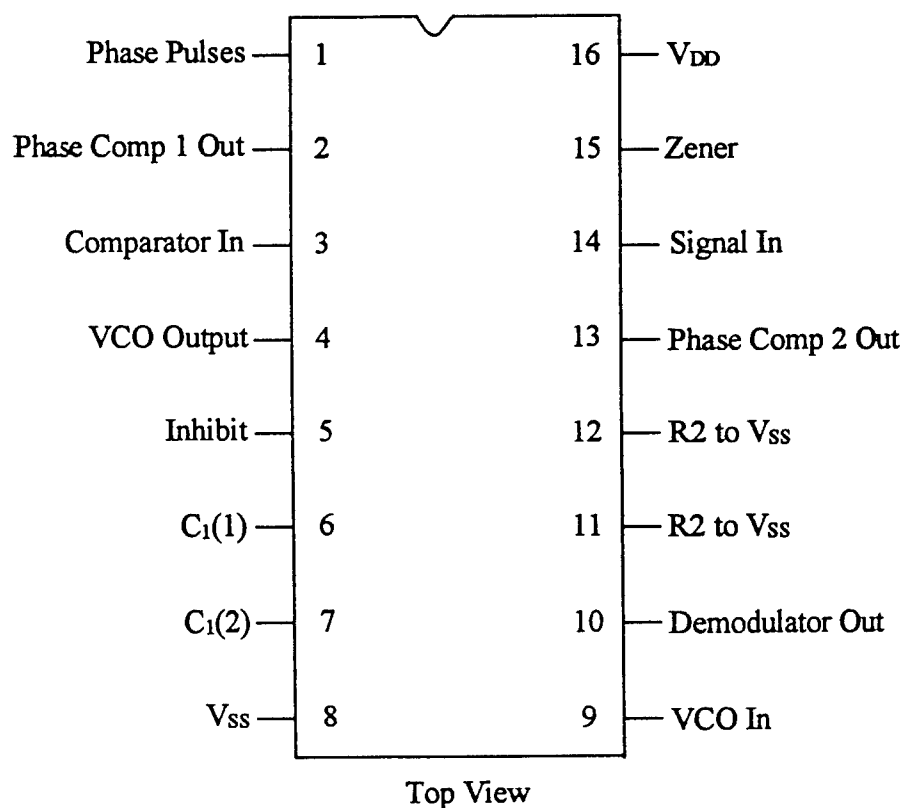 Phase Pulses 1 16 VDD
Phase Comp 1 Out 2 15 Zener
Comparator In 3 14 Signal In
VCO Output 4 13 Phase Comp 2 Out
Inhibit 5 12 R2 to VSS
C1(1) 6 11 R2 to VSS
C1(2) 7 10 Demodulator Out
VSS 8 9 VCO In
Top View